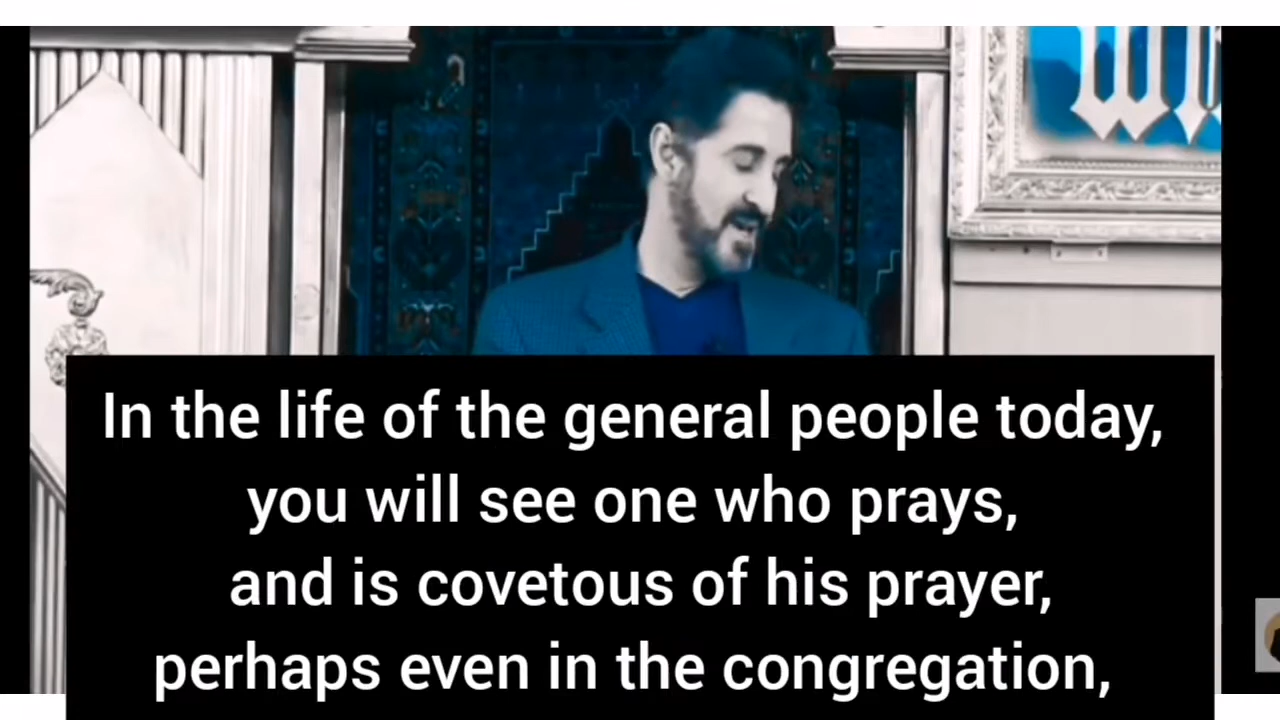 In the life of the general people today,
you will see one who prays,
and is covetous of his prayer,
perhaps even in the congregation,